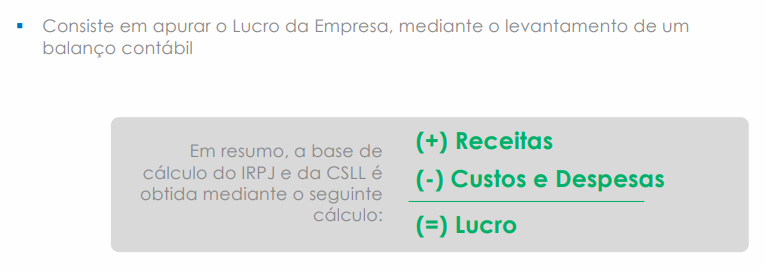 ▪ Consiste em apurar o Lucro da Empresa, mediante o levantamento de um
balanço contábil
Em resumo, a base de
cálculo do IRPJ e da CSLL é
obtida mediante o seguinte
cálculo:
(+) Receitas
(-) Custos e Despesas
(=) Lucro